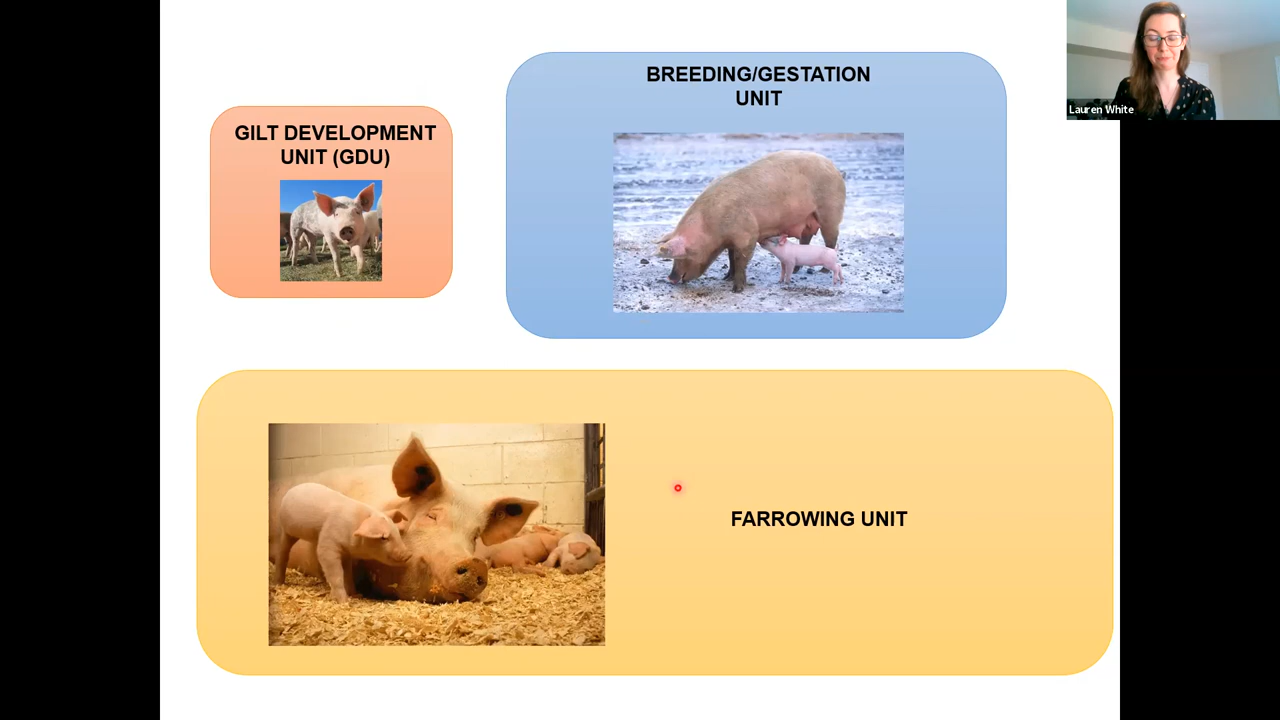 GILT DEVELOPMENT
UNIT (GDU)
BREEDING/GESTATION
UNIT
Lauren White
FARROWING UNIT